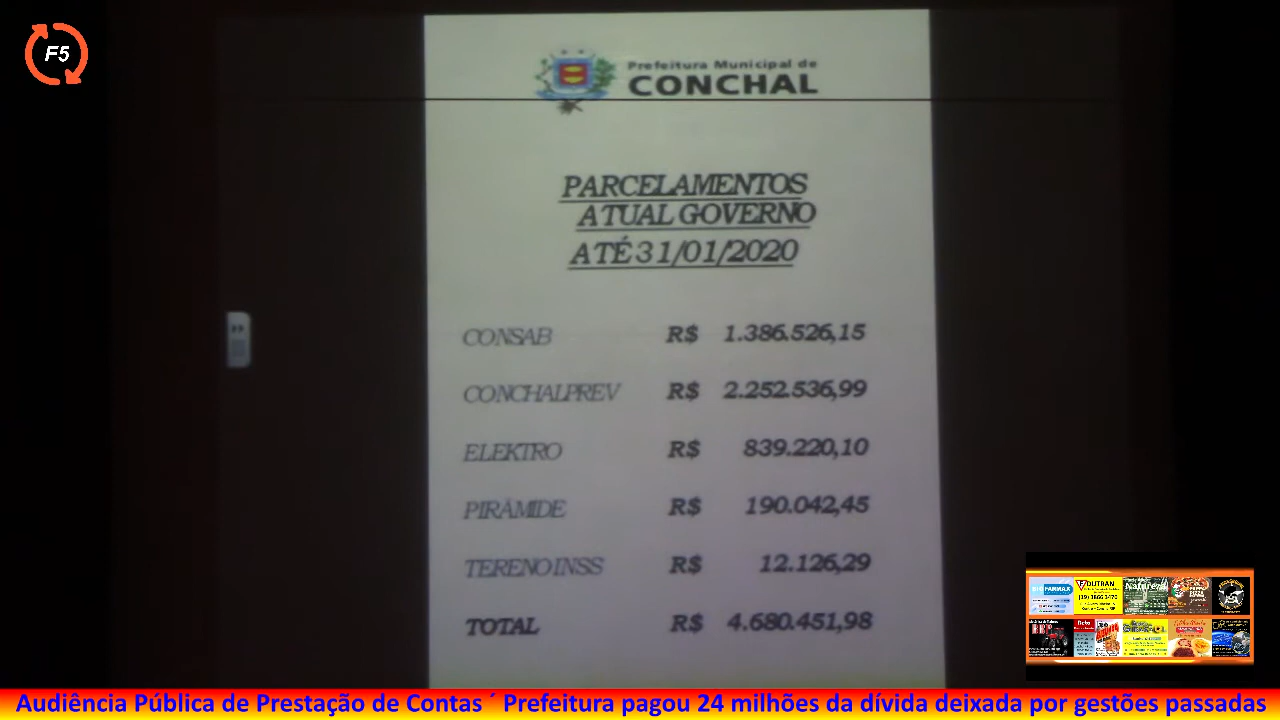 F5
Prefeitura Municipal de
CONCHAL
PARCELAMENTOS
ATUAL GOVERNO
ATÉ 31/01/2020
CONSAB R$ 1.386.526,15
CONCHALPREV R$ 2.252.536,99
ELEKTRO R$ 839.220,10
PIRÂMIDE R$ 190.042,45
TERENO INSS R$ 12.126,29
TOTAL R$ 4.680.451,98
DUTRAN
Audiência Pública de Prestação de Contas ´ Prefeitura pagou 24 milhões da dívida deixada por gestões passadas